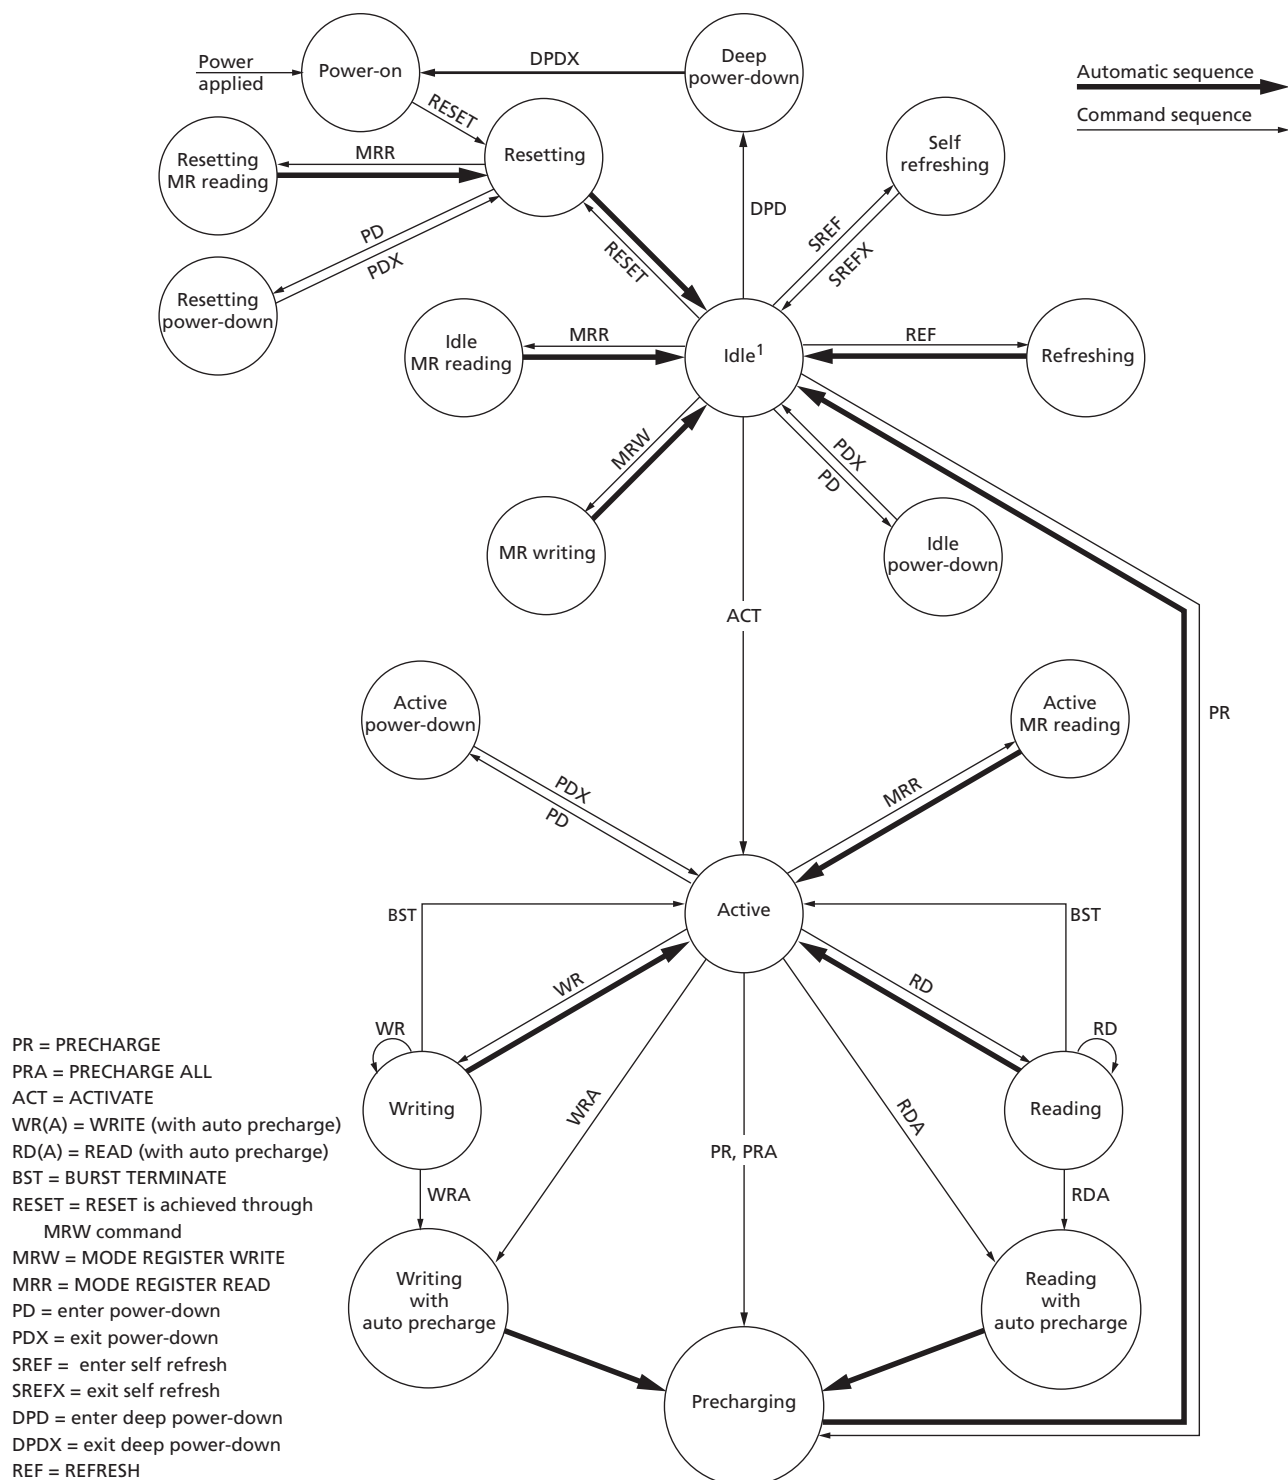 Power
applied
Power-on
DPDX
Deep
power-down
Automatic sequence
Command sequence
RESET
Resetting
MR reading
MRR
Resetting
Self
refreshing
PD
PDX
DPD
SREF
SREFX
RESET
Resetting
power-down
Idle
MR reading
MRR
Idle¹
REF
Refreshing
MRW
PDX
PD
MR writing
Idle
power-down
ACT
Active
power-down
Active
MR reading
PR
PDX
PD
MRR
BST
Active
BST
WR
RD
WR
RD
Writing
Reading
WRA
RDA
PR, PRA
WRA
RDA
Writing
with
auto precharge
Reading
with
auto precharge
Precharging
PR = PRECHARGE
PRA = PRECHARGE ALL
ACT = ACTIVATE
WR(A) = WRITE (with auto precharge)
RD(A) = READ (with auto precharge)
BST = BURST TERMINATE
RESET = RESET is achieved through
MRW command
MRW = MODE REGISTER WRITE
MRR = MODE REGISTER READ
PD = enter power-down
PDX = exit power-down
SREF = enter self refresh
SREFX = exit self refresh
DPD = enter deep power-down
DPDX = exit deep power-down
REF = REFRESH